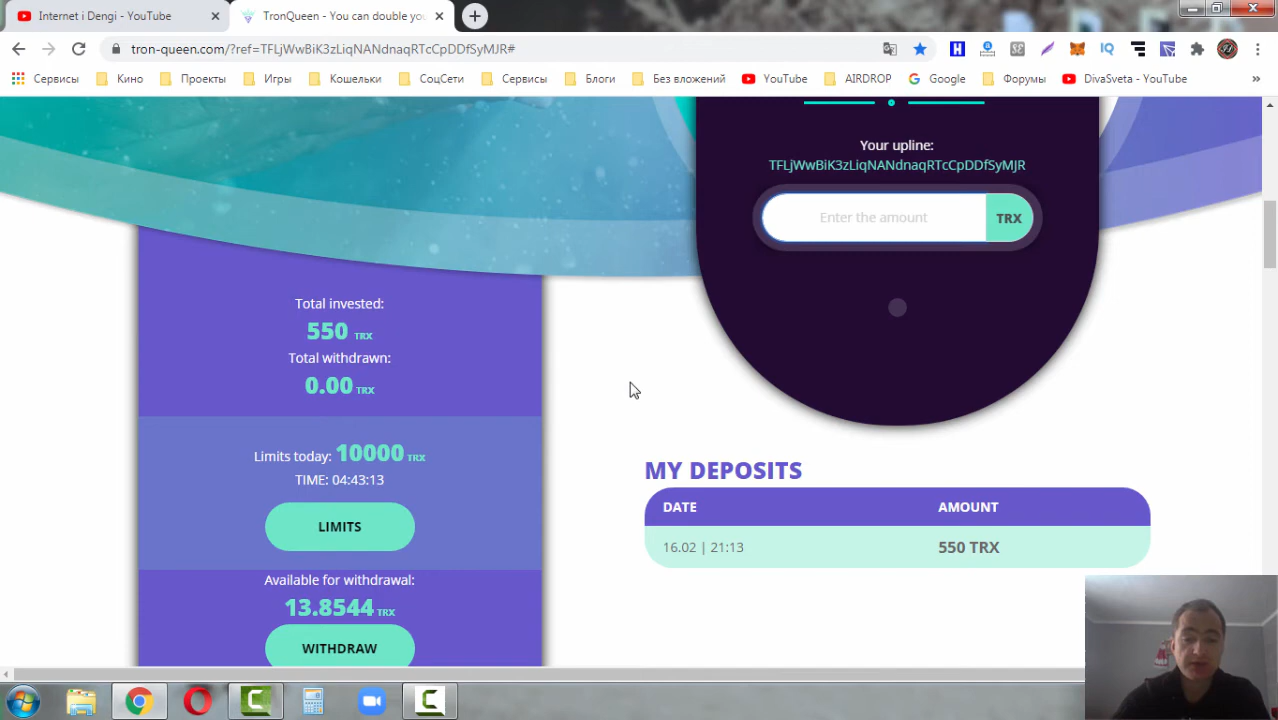 Internet i Dengi - YouTube
TronQueen - You can double you
tron-queen.com/?ref=TFLjWwBiK3zLiqNANdnaqRTcCpDDfSyMJR#
Сервисы
Кино
Проекты
Игры
Кошельки
СоцСети
Сервисы
Блоги
Без вложений
YouTube
AIRDROP
Google
Форумы
DivaSveta - YouTube
Your upline:
TFLjWwBiK3zLiqNANdnaqRTcCpDDfSyMJR
Enter the amount
TRX
Total invested:
550 TRX
Total withdrawn:
0.00 TRX
Limits today: 10000 TRX
TIME: 04:43:13
LIMITS
Available for withdrawal:
13.8544 TRX
WITHDRAW
MY DEPOSITS
DATE AMOUNT
16.02 | 21:13 550 TRX